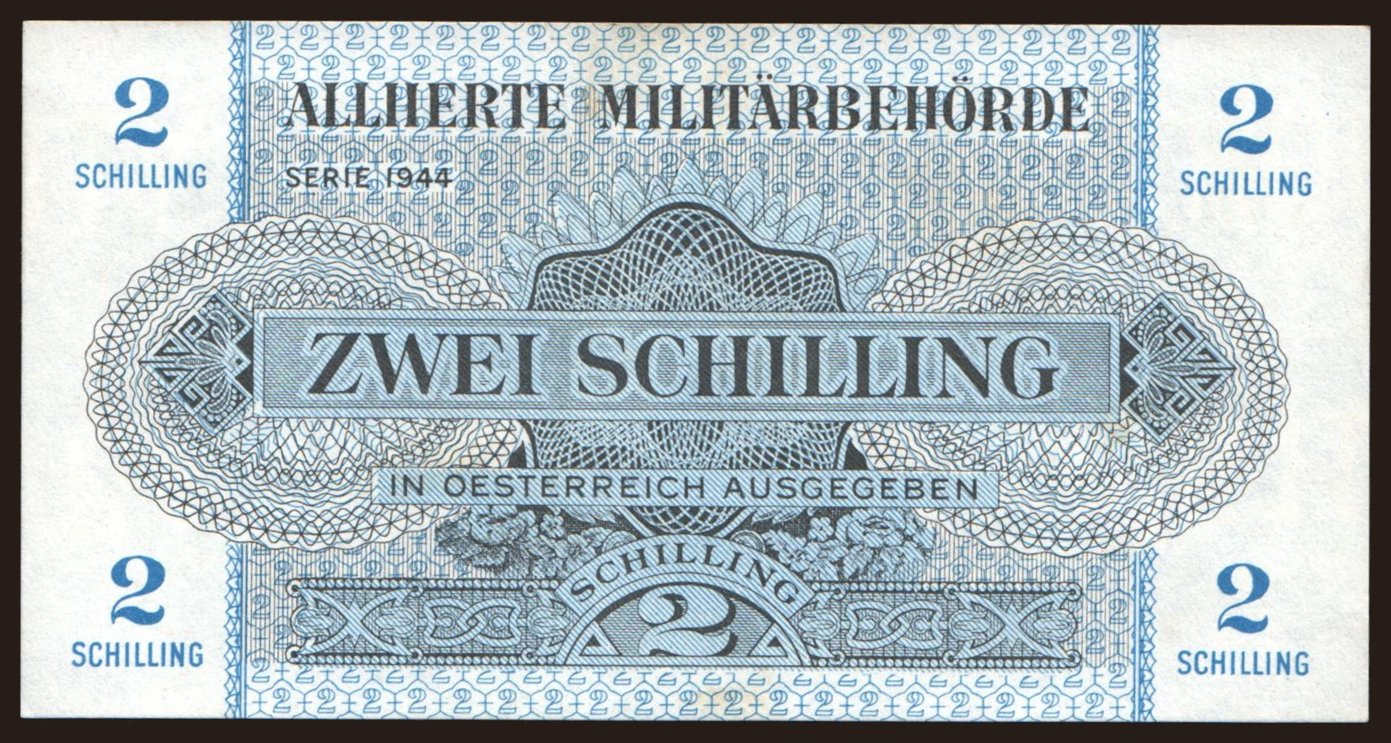 2
SCHILLING
2
SCHILLING
ALLIIERTE MILITÄRBEHÖRDE
SERIE 1944
ZWEI SCHILLING
IN OESTERREICH AUSGEGEBEN
SCHILLING
2
2
SCHILLING
2
SCHILLING